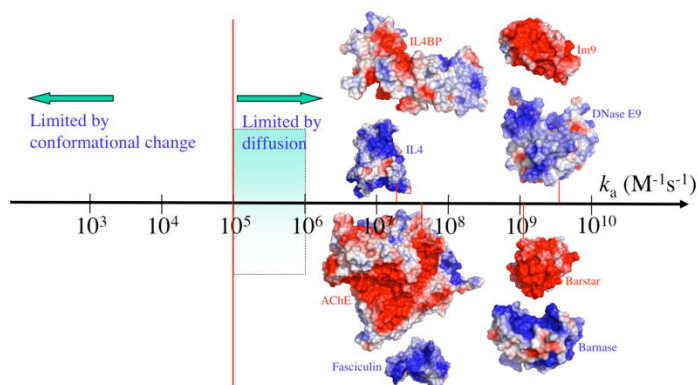 IL4BP
Im9
Limited by
conformational change
Limited by
diffusion
DNase E9
IL4
kₐ (M⁻¹s⁻¹)
10³
10⁴
10⁵
10⁶
10⁷
10⁸
10⁹
10¹⁰
AChE
Barstar
Fasciculin
Barnase